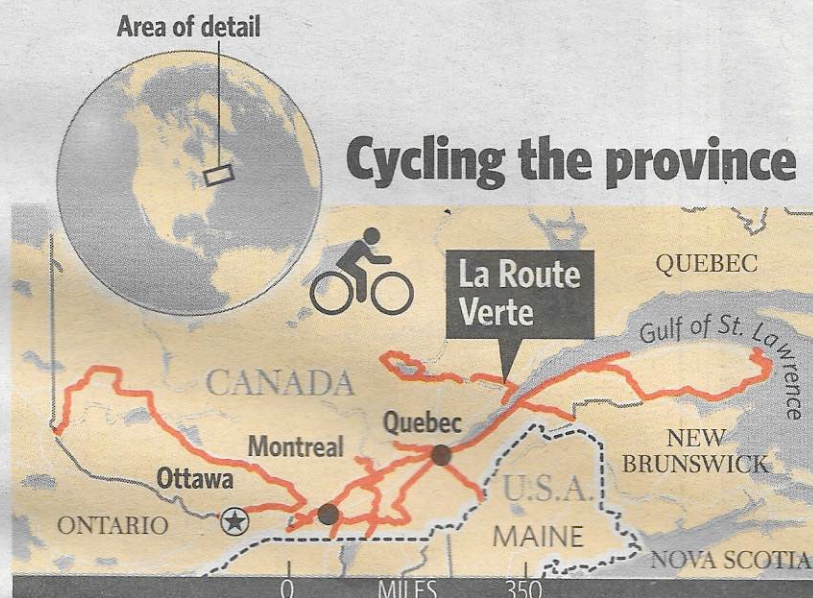 Area of detail
Cycling the province
La Route
Verte
QUEBEC
Gulf of St. Lawrence
CANADA
Quebec
Montreal
Ottawa
NEW
BRUNSWICK
U.S.A.
ONTARIO
MAINE
NOVA SCOTIA
0 MILES 350